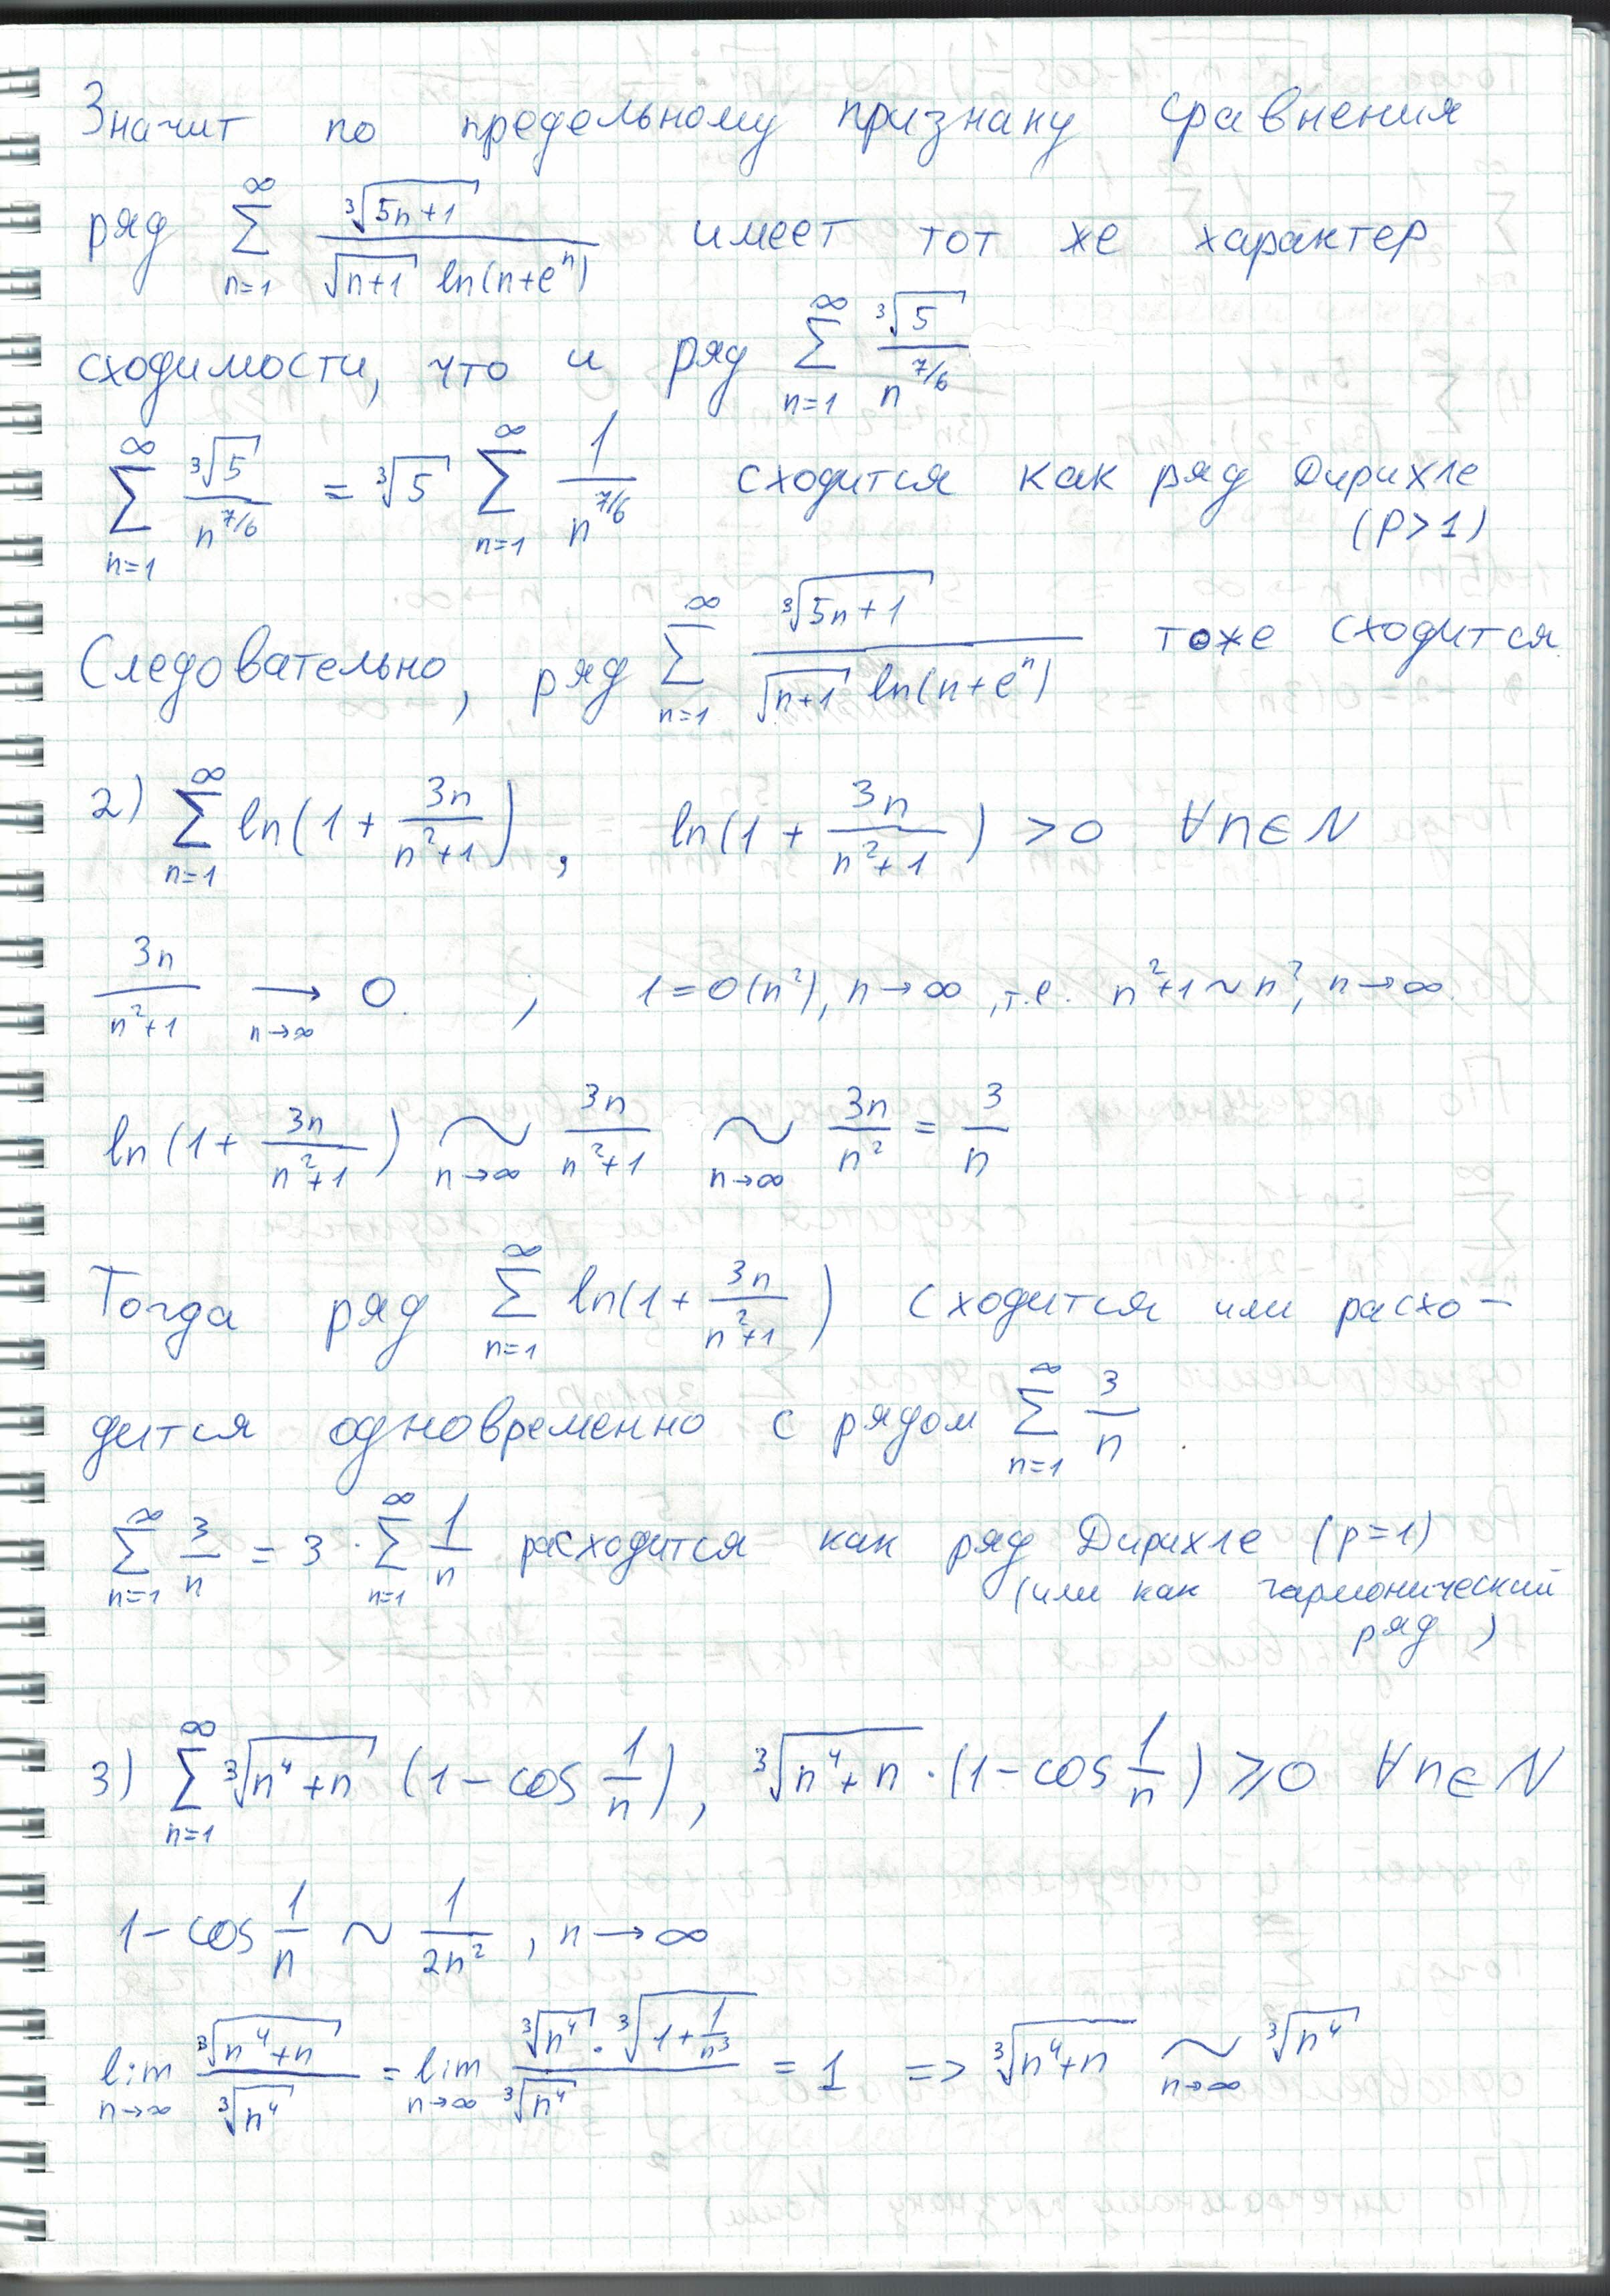 Значит по предельному признаку сравнения
ряд $\sum_{n=1}^{\infty} \frac{\sqrt[3]{5n+1}}{\sqrt{n+1}\, \ln(n+e^n)}$ имеет тот же характер
сходимости, что и ряд $\sum_{n=1}^{\infty} \frac{\sqrt[3]{5}}{n^{7/6}}$
$\sum_{n=1}^{\infty} \frac{\sqrt[3]{5}}{n^{7/6}} = \sqrt[3]{5} \sum_{n=1}^{\infty} \frac{1}{n^{7/6}}$ сходится как ряд Дирихле
(p>1)
Следовательно, ряд $\sum_{n=1}^{\infty} \frac{\sqrt[3]{5n+1}}{\sqrt{n+1}\, \ln(n+e^n)}$ тоже сходится
2) $\sum_{n=1}^{\infty} \ln(1+\frac{3n}{n^2+1})$, $\ln(1+\frac{3n}{n^2+1}) > 0 \;\; \forall n \in N$
$\frac{3n}{n^2+1} \underset{n\to\infty}{\longrightarrow} 0.$ ; $1 = o(n^2), n\to\infty$, т.е. $n^2+1 \sim n^2, n\to\infty.$
$\ln(1+\frac{3n}{n^2+1}) \underset{n\to\infty}{\sim} \frac{3n}{n^2+1} \underset{n\to\infty}{\sim} \frac{3n}{n^2} = \frac{3}{n}$
Тогда ряд $\sum_{n=1}^{\infty} \ln(1+\frac{3n}{n^2+1})$ сходится или расхо-
дится одновременно с рядом $\sum_{n=1}^{\infty} \frac{3}{n}$.
$\sum_{n=1}^{\infty} \frac{3}{n} = 3 \cdot \sum_{n=1}^{\infty} \frac{1}{n}$ расходится как ряд Дирихле (p=1)
(или как гармонический
ряд)
3) $\sum_{n=1}^{\infty} \sqrt[3]{n^4+n}\, (1-\cos\frac{1}{n})$, $\sqrt[3]{n^4+n} \cdot (1-\cos\frac{1}{n}) \geqslant 0 \;\; \forall n \in N$
$1-\cos\frac{1}{n} \sim \frac{1}{2n^2}, n\to\infty$
$\lim_{n\to\infty} \frac{\sqrt[3]{n^4+n}}{\sqrt[3]{n^4}} = \lim_{n\to\infty} \frac{\sqrt[3]{n^4} \cdot \sqrt[3]{1+\frac{1}{n^3}}}{\sqrt[3]{n^4}} = 1 \;\; => \sqrt[3]{n^4+n} \underset{n\to\infty}{\sim} \sqrt[3]{n^4}$